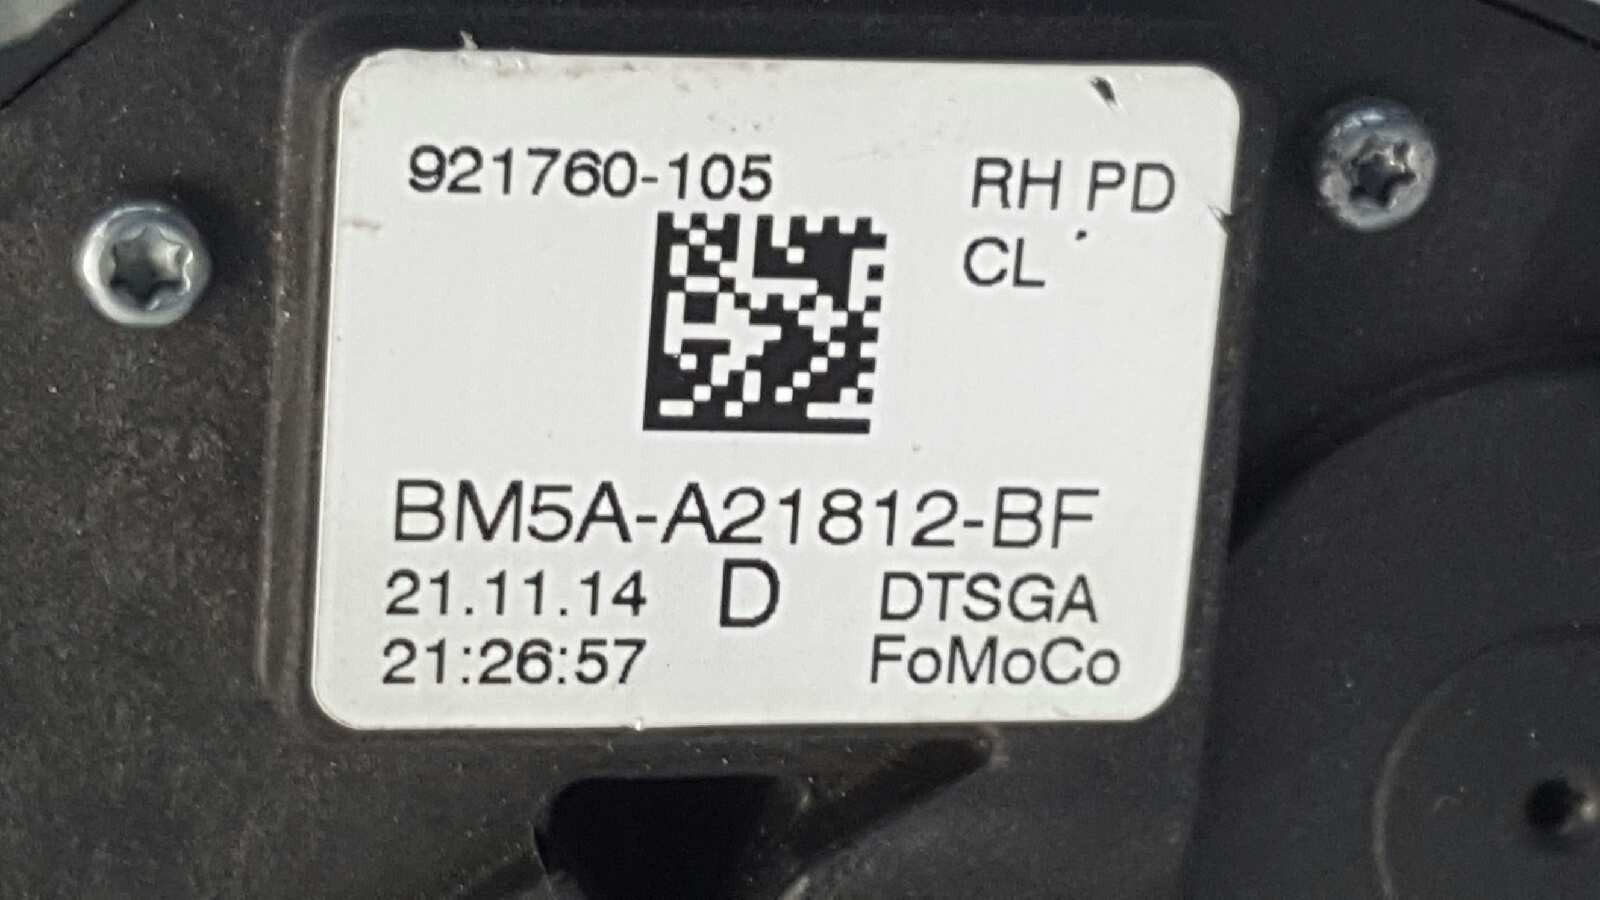 921760-105 RH PD
CL
BM5A-A21812-BF
21.11.14 D DTSGA
21:26:57 FoMoCo